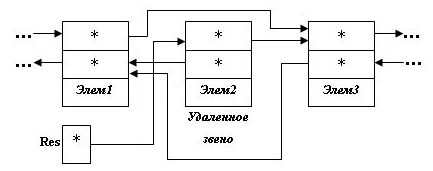 ... * * * ...
... * * * ...
Элем1 Элем2 Элем3
Удаленное
звено
Res *